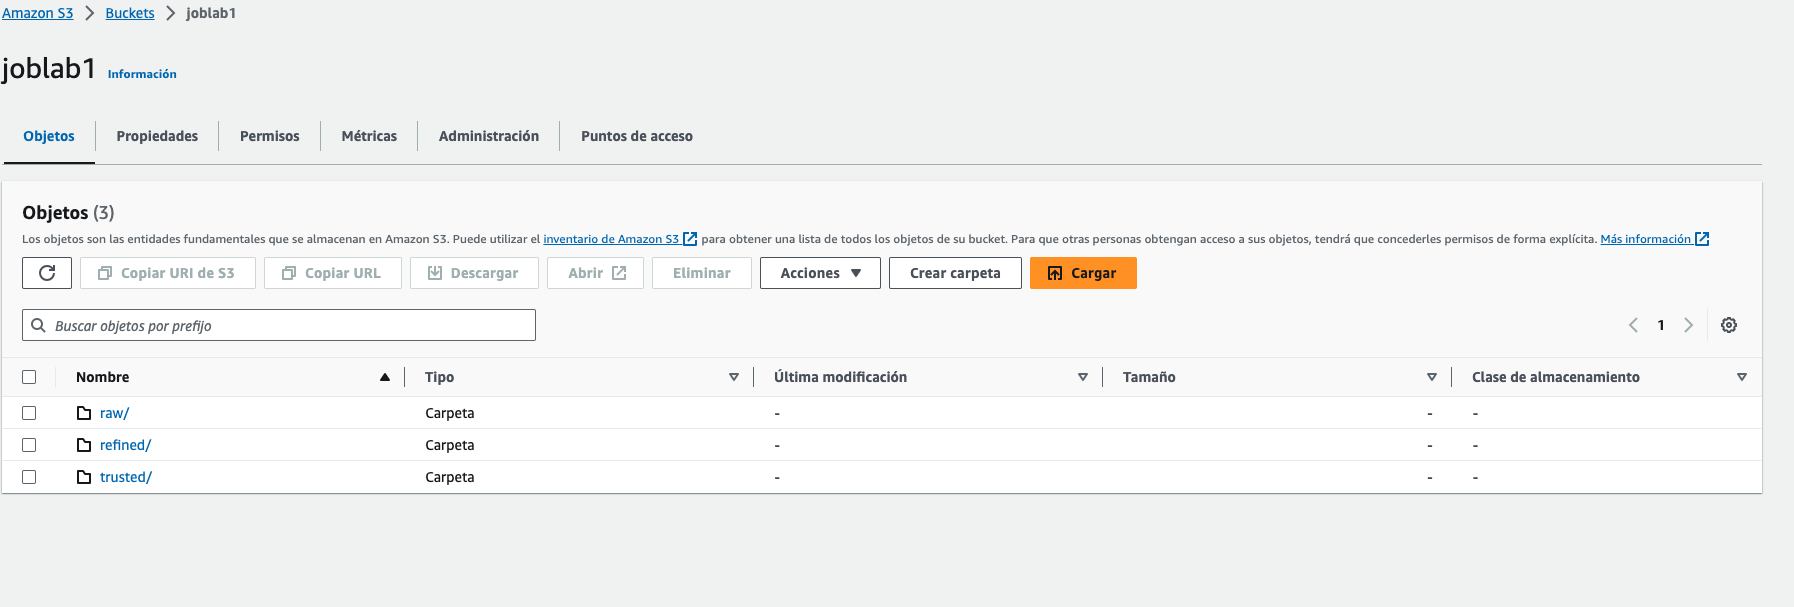 Amazon S3 > Buckets > joblab1
joblab1 Información
Objetos Propiedades Permisos Métricas Administración Puntos de acceso
Objetos (3)
Los objetos son las entidades fundamentales que se almacenan en Amazon S3. Puede utilizar el inventario de Amazon S3 para obtener una lista de todos los objetos de su bucket. Para que otras personas obtengan acceso a sus objetos, tendrá que concederles permisos de forma explícita. Más información
Copiar URI de S3 Copiar URL Descargar Abrir Eliminar Acciones Crear carpeta Cargar
Buscar objetos por prefijo 1
Nombre Tipo Última modificación Tamaño Clase de almacenamiento
raw/ Carpeta - - -
refined/ Carpeta - - -
trusted/ Carpeta - - -